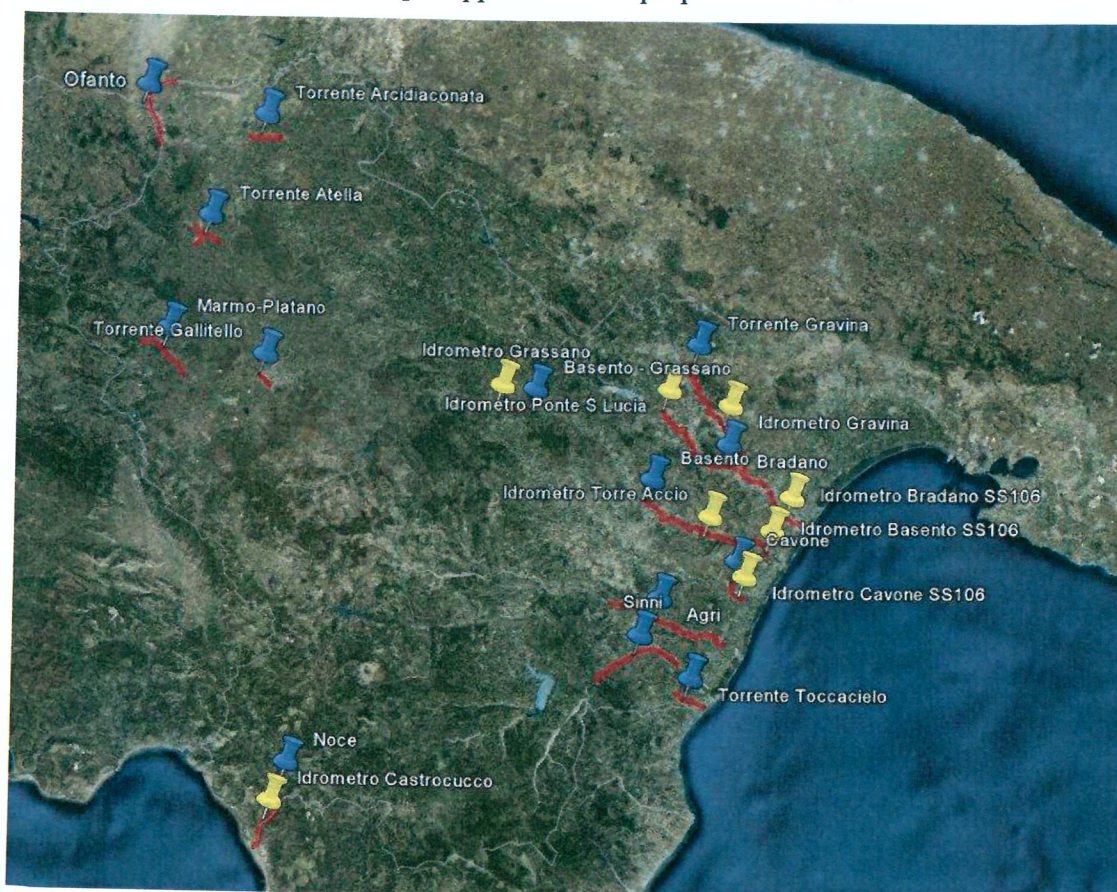 Ofanto
Torrente Arcidiaconata
Torrente Atella
Marmo-Platano
Torrente Gallitello
Torrente Gravina
Idrometro Grassano
Basento - Grassano
Idrometro Ponte S Lucia
Idrometro Gravina
Basento
Bradano
Idrometro Torre Accio
Idrometro Bradano SS106
Idrometro Basento SS106
Cavone
Idrometro Cavone SS106
Sinni
Agri
Torrente Toccacielo
Noce
Idrometro Castrocucco